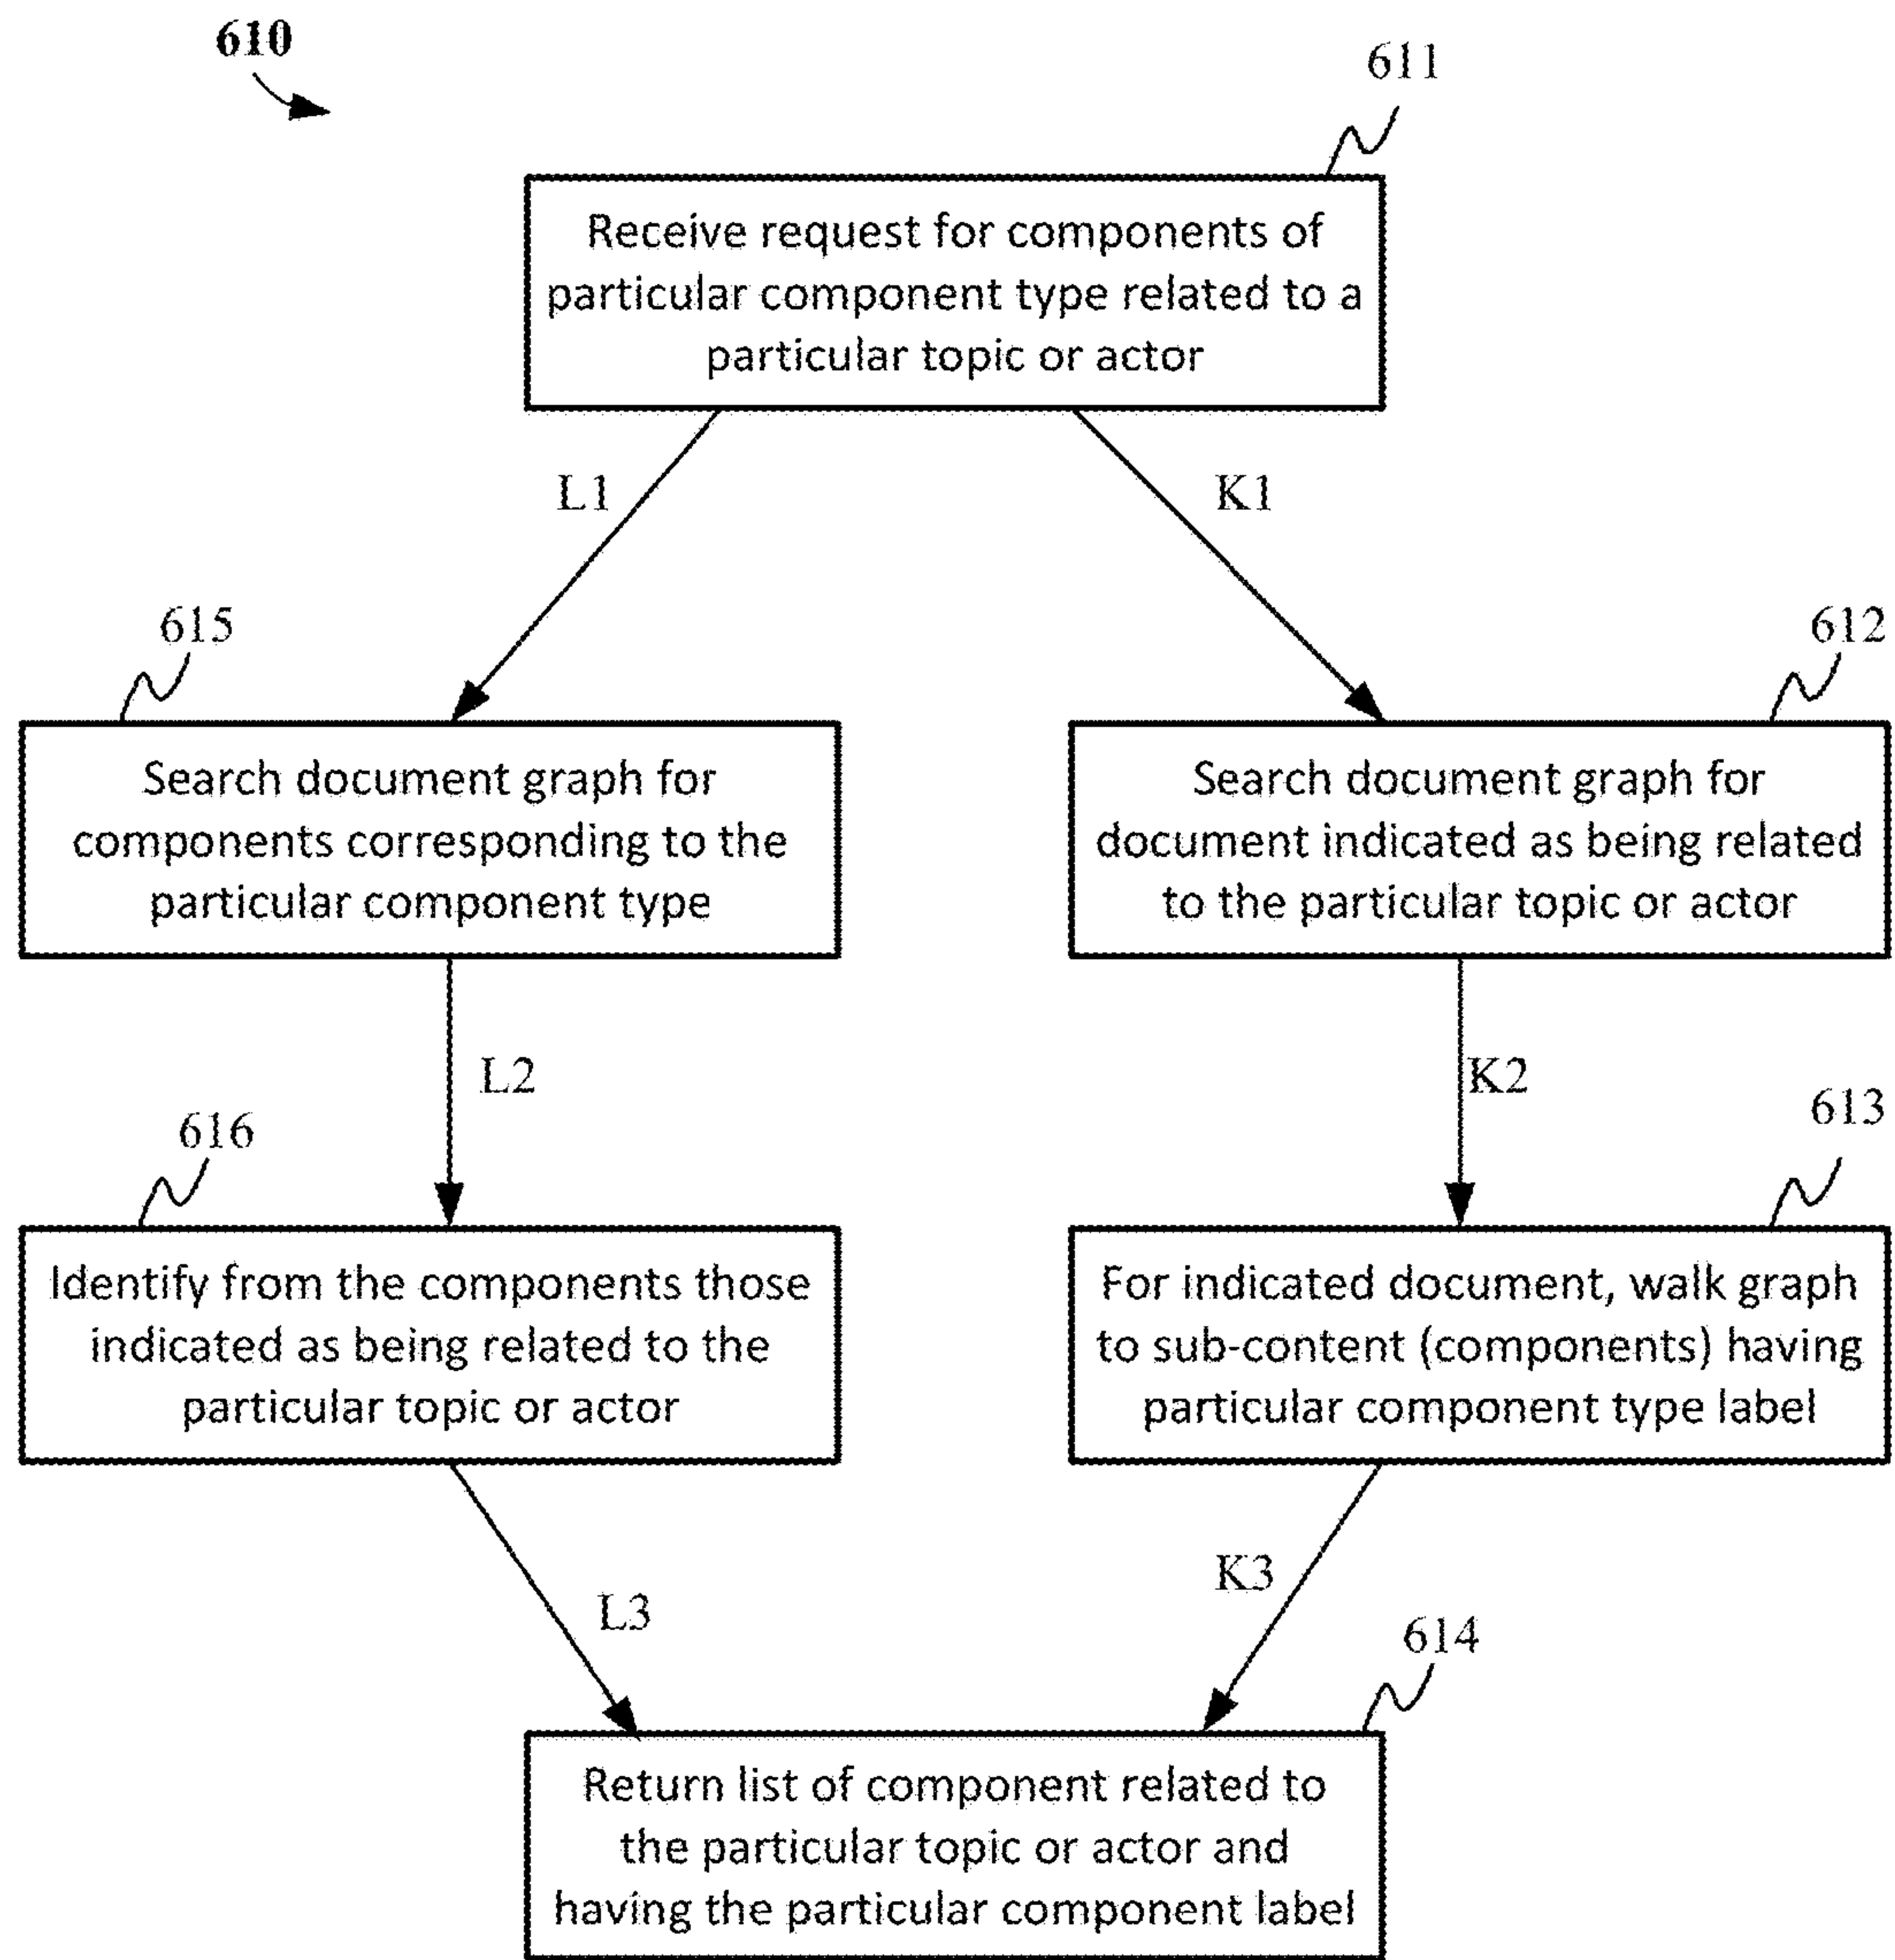 610
611
Receive request for components of
particular component type related to a
particular topic or actor
L1
K1
615
612
Search document graph for
components corresponding to the
particular component type
Search document graph for
document indicated as being related
to the particular topic or actor
L2
K2
616
613
Identify from the components those
indicated as being related to the
particular topic or actor
For indicated document, walk graph
to sub-content (components) having
particular component type label
L3
K3
614
Return list of component related to
the particular topic or actor and
having the particular component label